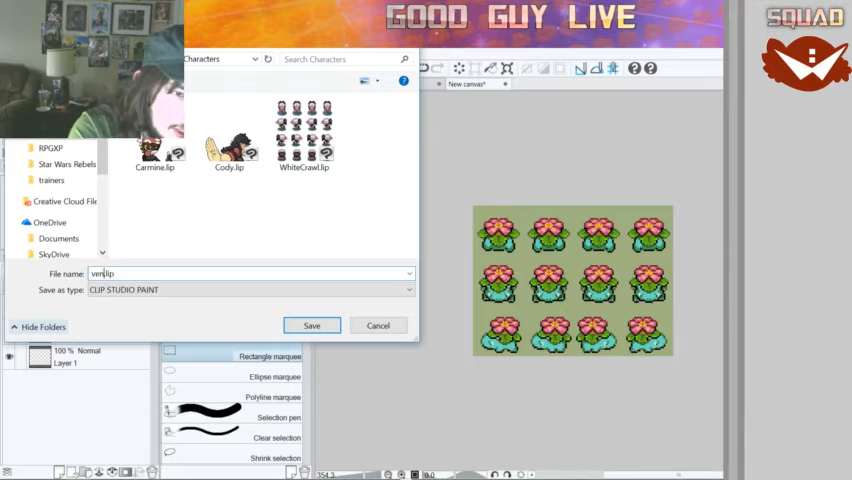 GOOD GUY LIVE
SQUAD
Characters
Search Characters
New canvas*
Carmine.lip
Cody.lip
WhiteCrawl.lip
RPGXP
Star Wars Rebels
trainers
Creative Cloud File
OneDrive
Documents
SkyDrive
File name: ven.lip
Save as type: CLIP STUDIO PAINT
Hide Folders
Save
Cancel
100 % Normal
Layer 1
Rectangle marquee
Ellipse marquee
Polyline marquee
Selection pen
Clear selection
Shrink selection
354.3
0.0